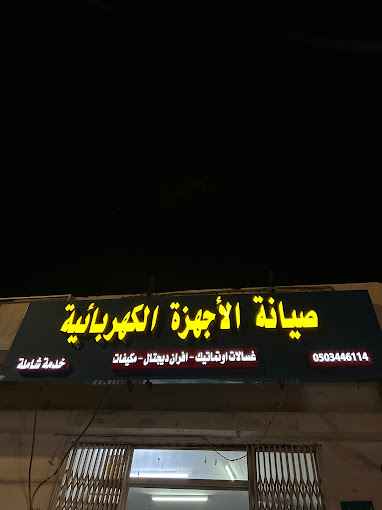 صيانة الأجهزة الكهربائية
0503446114 غسالات اوتماتيك - افران ديجتال - مكيفات خدمة شاملة